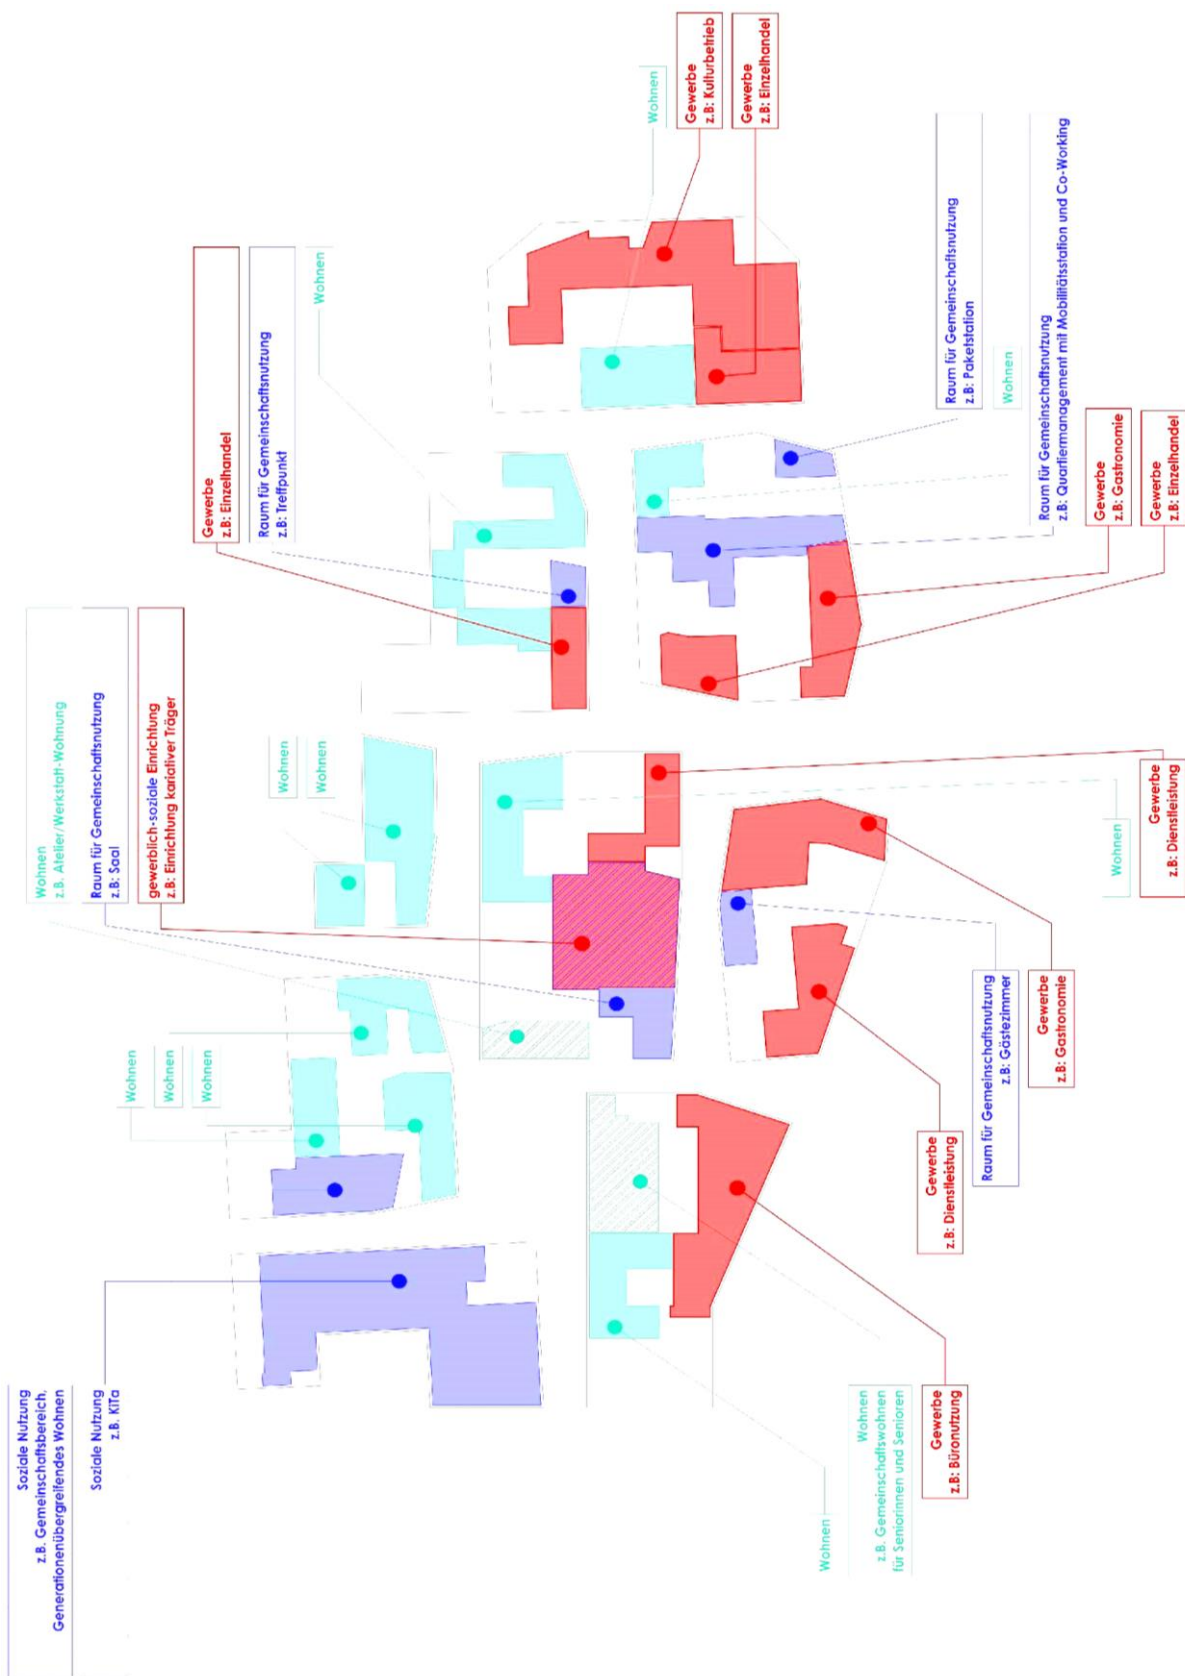 Soziale Nutzung
z.B. Gemeinschaftsbereich,
Generationenübergreifendes Wohnen
Soziale Nutzung
z.B. KiTa
Wohnen
Wohnen
Wohnen
Wohnen
z.B. Atelier/Werkstatt-Wohnung
Raum für Gemeinschaftsnutzung
z.B: Saal
gewerblich-soziale Einrichtung
z.B: Einrichtung kariativer Träger
Wohnen
Wohnen
Gewerbe
z.B: Einzelhandel
Raum für Gemeinschaftsnutzung
z.B: Treffpunkt
Wohnen
Wohnen
Gewerbe
z.B: Kulturbetrieb
Gewerbe
z.B: Einzelhandel
Wohnen
Wohnen
z.B. Gemeinschaftswohnen
für Seniorinnen und Senioren
Gewerbe
z.B: Büronutzung
Gewerbe
z.B: Dienstleistung
Raum für Gemeinschaftsnutzung
z.B: Gästezimmer
Gewerbe
z.B: Gastronomie
Wohnen
Gewerbe
z.B: Dienstleistung
Raum für Gemeinschaftsnutzung
z.B: Paketstation
Wohnen
Raum für Gemeinschaftsnutzung
z.B: Quartiermanagement mit Mobilitätsstation und Co-Working
Gewerbe
z.B: Gastronomie
Gewerbe
z.B: Einzelhandel